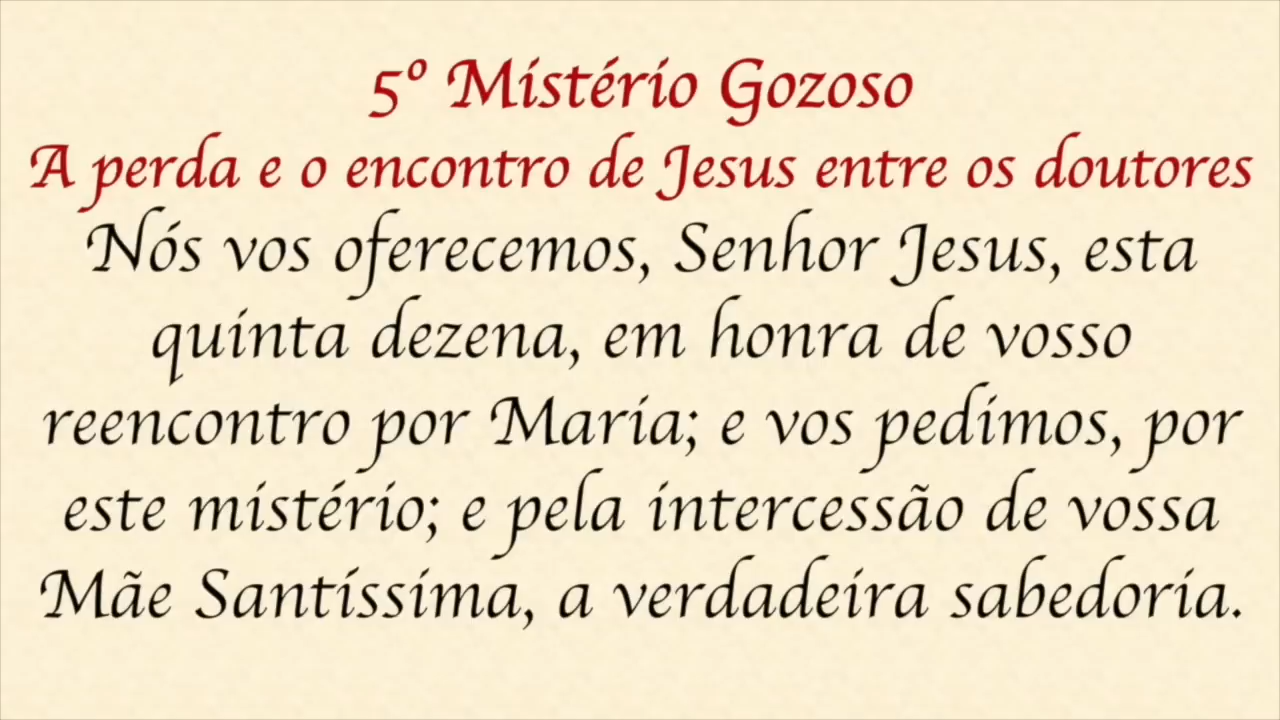 5º Mistério Gozoso
A perda e o encontro de Jesus entre os doutores
Nós vos oferecemos, Senhor Jesus, esta
quinta dezena, em honra de vosso
reencontro por Maria; e vos pedimos, por
este mistério; e pela intercessão de vossa
Mãe Santíssima, a verdadeira sabedoria.